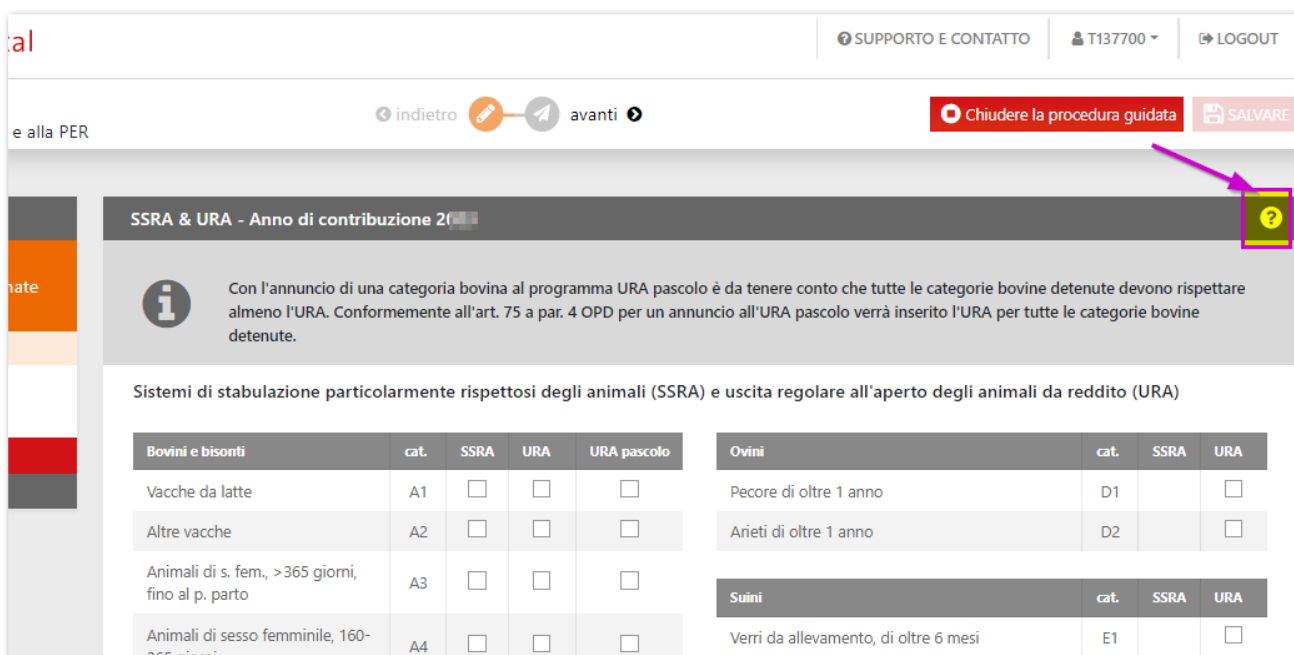 SUPPORTO E CONTATTO
T137700
LOGOUT
indietro
avanti
Chiudere la procedura guidata
SALVARE
e alla PER
SSRA & URA - Anno di contribuzione
Con l'annuncio di una categoria bovina al programma URA pascolo è da tenere conto che tutte le categorie bovine detenute devono rispettare
almeno l'URA. Conformemente all'art. 75 a par. 4 OPD per un annuncio all'URA pascolo verrà inserito l'URA per tutte le categorie bovine
detenute.
Sistemi di stabulazione particolarmente rispettosi degli animali (SSRA) e uscita regolare all'aperto degli animali da reddito (URA)
Bovini e bisonti cat. SSRA URA URA pascolo
Vacche da latte A1
Altre vacche A2
Animali di s. fem., >365 giorni,
fino al p. parto A3
Animali di sesso femminile, 160-
A4
Ovini cat. SSRA URA
Pecore di oltre 1 anno D1
Arieti di oltre 1 anno D2
Suini cat. SSRA URA
Verri da allevamento, di oltre 6 mesi E1